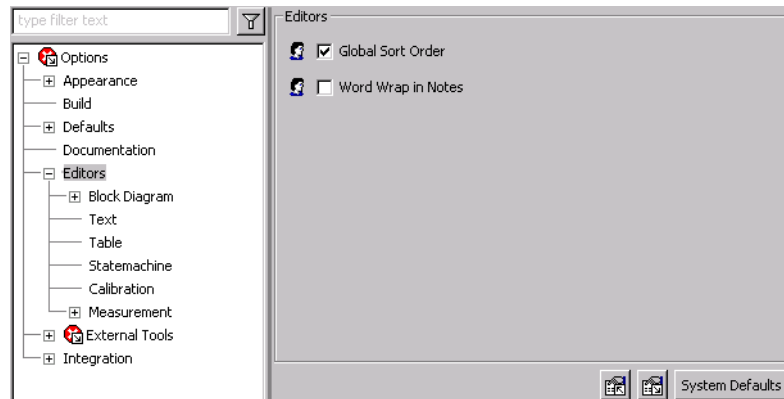 type filter text
Options
Appearance
Build
Defaults
Documentation
Editors
Block Diagram
Text
Table
Statemachine
Calibration
Measurement
External Tools
Integration
Editors
Global Sort Order
Word Wrap in Notes
System Defaults